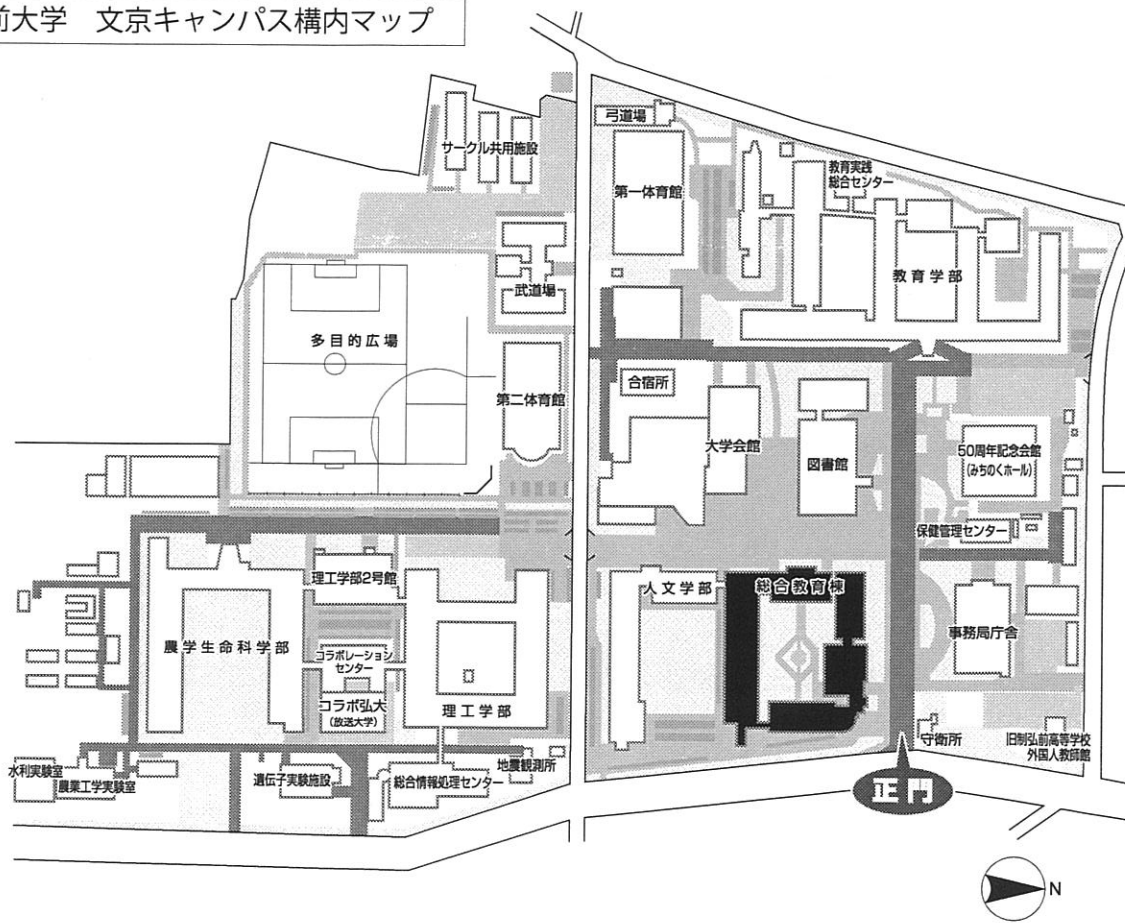 前大学 文京キャンパス構内マップ
サークル共用施設
弓道場
第一体育館
教育実践
総合センター
教育学部
武道場
多目的広場
第二体育館
合宿所
大学会館
図書館
50周年記念会館
(みちのくホール)
保健管理センター
理工学部2号館
人文学部
総合教育棟
農学生命科学部
コラボレーション
センター
コラボ弘大
(放送大学)
理工学部
事務局庁舎
守衛所
旧制弘前高等学校
外国人教師館
水利実験室
農業工学実験室
遺伝子実験施設
総合情報処理センター
地震観測所
正門
N